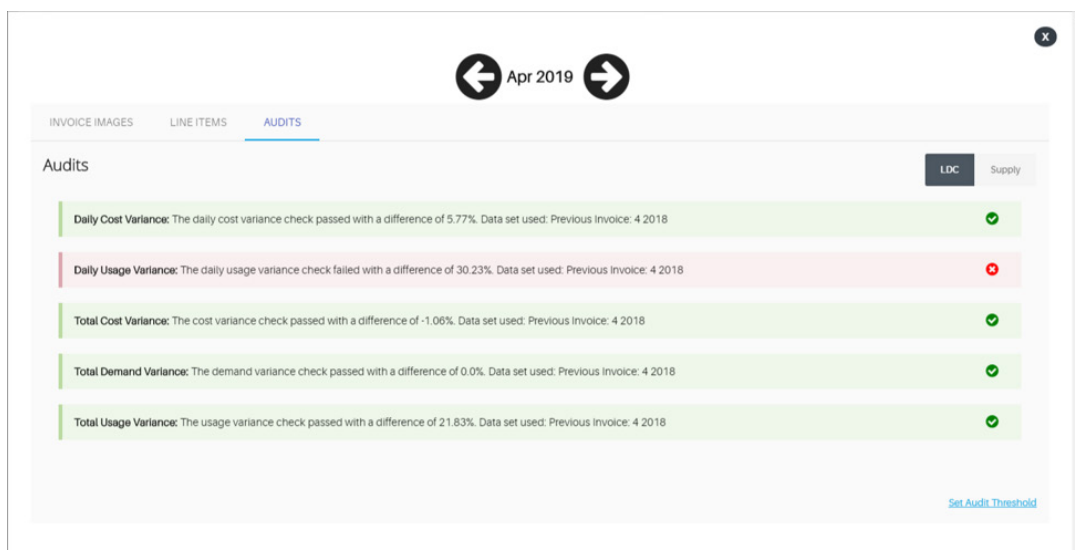 X
Apr 2019
INVOICE IMAGES LINE ITEMS AUDITS
Audits
LDC Supply
Daily Cost Variance: The daily cost variance check passed with a difference of 5.77%. Data set used: Previous Invoice: 4 2018
Daily Usage Variance: The daily usage variance check failed with a difference of 30.23%. Data set used: Previous Invoice: 4 2018
Total Cost Variance: The cost variance check passed with a difference of -1.06%. Data set used: Previous Invoice: 4 2018
Total Demand Variance: The demand variance check passed with a difference of 0.0%. Data set used: Previous Invoice: 4 2018
Total Usage Variance: The usage variance check passed with a difference of 21.83%. Data set used: Previous Invoice: 4 2018
Set Audit Threshold